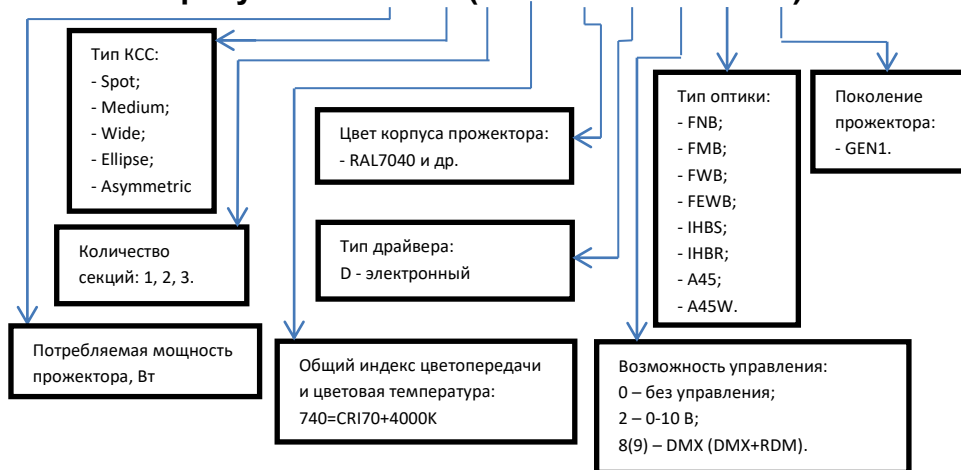 Тип КСС:
- Spot;
- Medium;
- Wide;
- Ellipse;
- Asymmetric
Количество
секций: 1, 2, 3.
Потребляемая мощность
прожектора, Вт
Цвет корпуса прожектора:
- RAL7040 и др.
Тип драйвера:
D - электронный
Общий индекс цветопередачи
и цветовая температура:
740=CRI70+4000K
Тип оптики:
- FNB;
- FMB;
- FWB;
- FEWB;
- IHBS;
- IHBR;
- A45;
- A45W.
Поколение
прожектора:
- GEN1.
Возможность управления:
0 – без управления;
2 – 0-10 В;
8(9) – DMX (DMX+RDM).